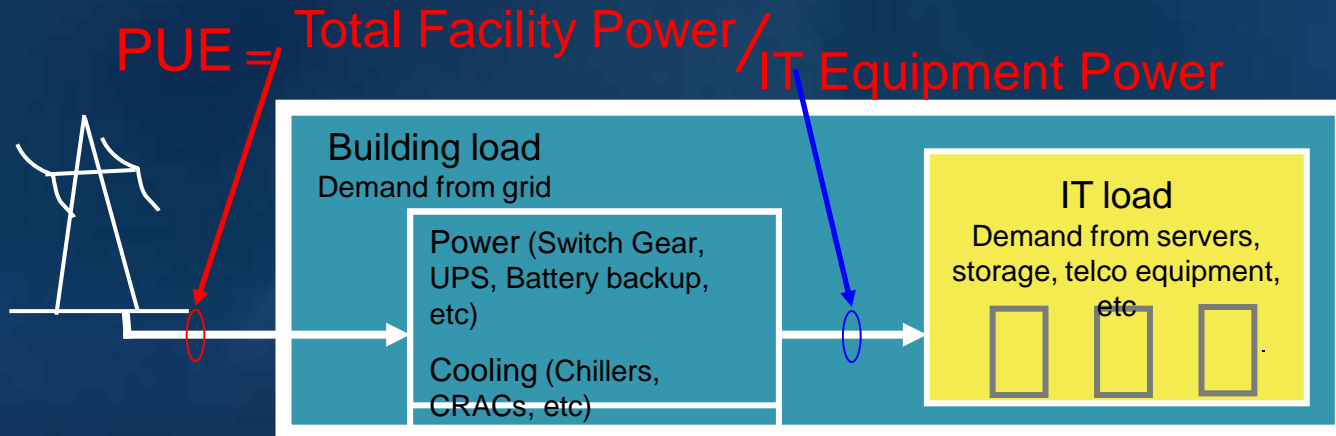 PUE = Total Facility Power / IT Equipment Power
Building load
Demand from grid
Power (Switch Gear,
UPS, Battery backup,
etc)
Cooling (Chillers,
CRACs, etc)
IT load
Demand from servers,
storage, telco equipment,
etc
.